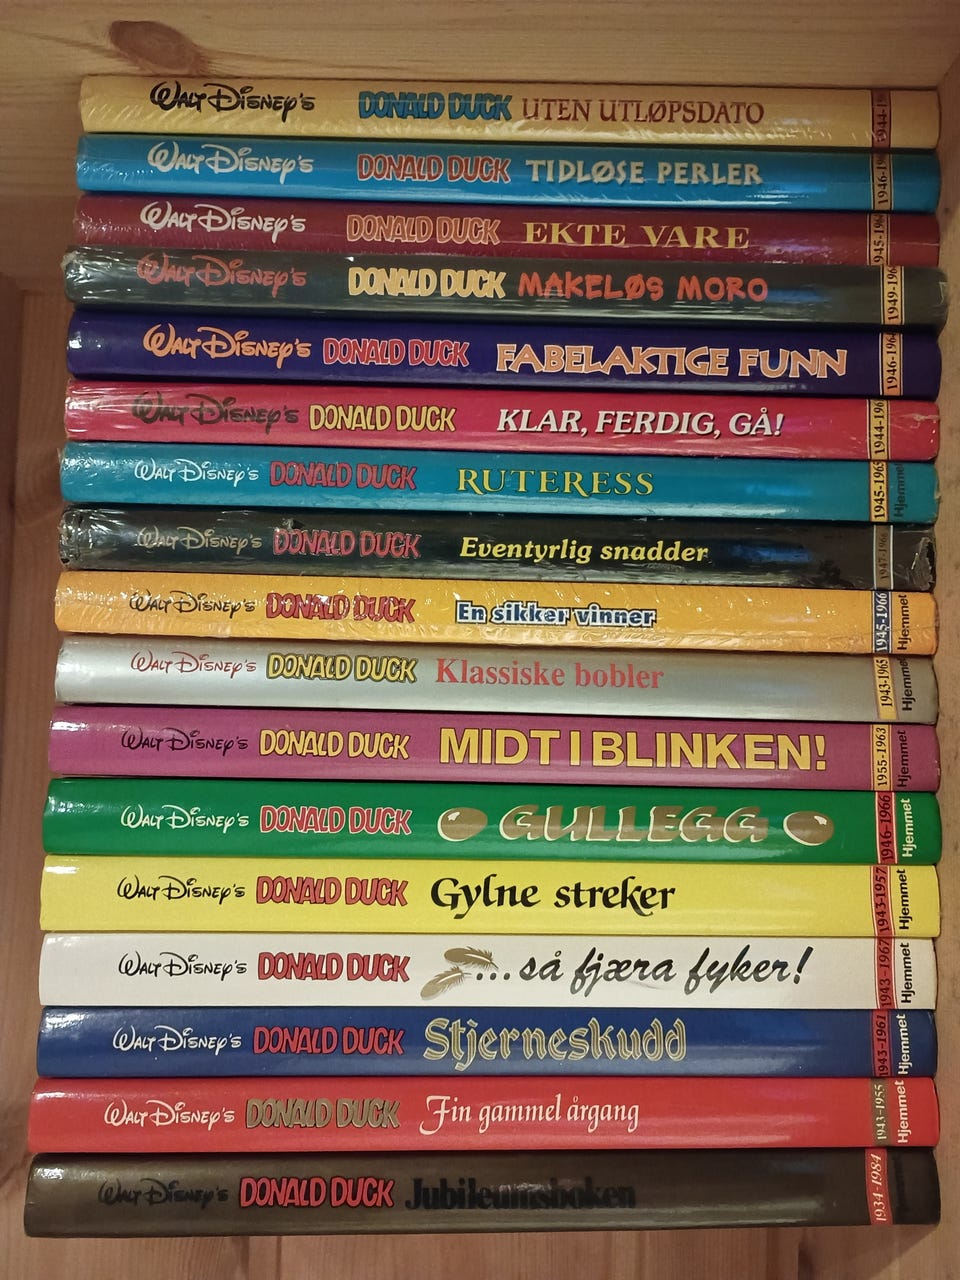 WALT DISNEY'S DONALD DUCK UTEN UTLØPSDATO
WALT DISNEY'S DONALD DUCK TIDLØSE PERLER
WALT DISNEY'S DONALD DUCK EKTE VARE
WALT DISNEY'S DONALD DUCK MAKELØS MORO
WALT DISNEY'S DONALD DUCK FABELAKTIGE FUNN
WALT DISNEY'S DONALD DUCK KLAR, FERDIG, GÅ!
WALT DISNEY'S DONALD DUCK RUTERESS 1945-1965 Hjemmet
WALT DISNEY'S DONALD DUCK Eventyrlig snadder
WALT DISNEY'S DONALD DUCK En sikker vinner 1945-1966 Hjemmet
WALT DISNEY'S DONALD DUCK Klassiske bobler 1943-1965 Hjemmet
WALT DISNEY'S DONALD DUCK MIDT I BLINKEN! 1955-1963 Hjemmet
WALT DISNEY'S DONALD DUCK GULLEGG 1946-1966 Hjemmet
WALT DISNEY'S DONALD DUCK Gylne streker 1943-1957 Hjemmet
WALT DISNEY'S DONALD DUCK ...så fjæra fyker! 1943-1967 Hjemmet
WALT DISNEY'S DONALD DUCK Stjerneskudd 1943-1961 Hjemmet
WALT DISNEY'S DONALD DUCK Fin gammel årgang 1943-1955 Hjemmet
WALT DISNEY'S DONALD DUCK Jubileumsboken 1934-1984